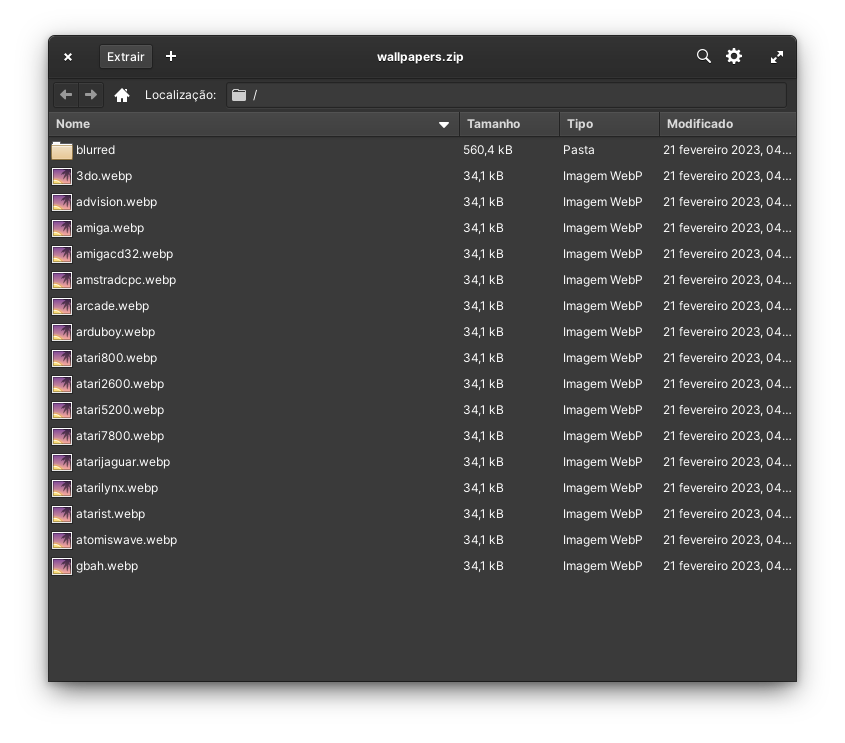 wallpapers.zip
Extrair
Localização: /
Nome Tamanho Tipo Modificado
blurred 560,4 kB Pasta 21 fevereiro 2023, 04...
3do.webp 34,1 kB Imagem WebP 21 fevereiro 2023, 04...
advision.webp 34,1 kB Imagem WebP 21 fevereiro 2023, 04...
amiga.webp 34,1 kB Imagem WebP 21 fevereiro 2023, 04...
amigacd32.webp 34,1 kB Imagem WebP 21 fevereiro 2023, 04...
amstradcpc.webp 34,1 kB Imagem WebP 21 fevereiro 2023, 04...
arcade.webp 34,1 kB Imagem WebP 21 fevereiro 2023, 04...
arduboy.webp 34,1 kB Imagem WebP 21 fevereiro 2023, 04...
atari800.webp 34,1 kB Imagem WebP 21 fevereiro 2023, 04...
atari2600.webp 34,1 kB Imagem WebP 21 fevereiro 2023, 04...
atari5200.webp 34,1 kB Imagem WebP 21 fevereiro 2023, 04...
atari7800.webp 34,1 kB Imagem WebP 21 fevereiro 2023, 04...
atarijaguar.webp 34,1 kB Imagem WebP 21 fevereiro 2023, 04...
atarilynx.webp 34,1 kB Imagem WebP 21 fevereiro 2023, 04...
atarist.webp 34,1 kB Imagem WebP 21 fevereiro 2023, 04...
atomiswave.webp 34,1 kB Imagem WebP 21 fevereiro 2023, 04...
gbah.webp 34,1 kB Imagem WebP 21 fevereiro 2023, 04...